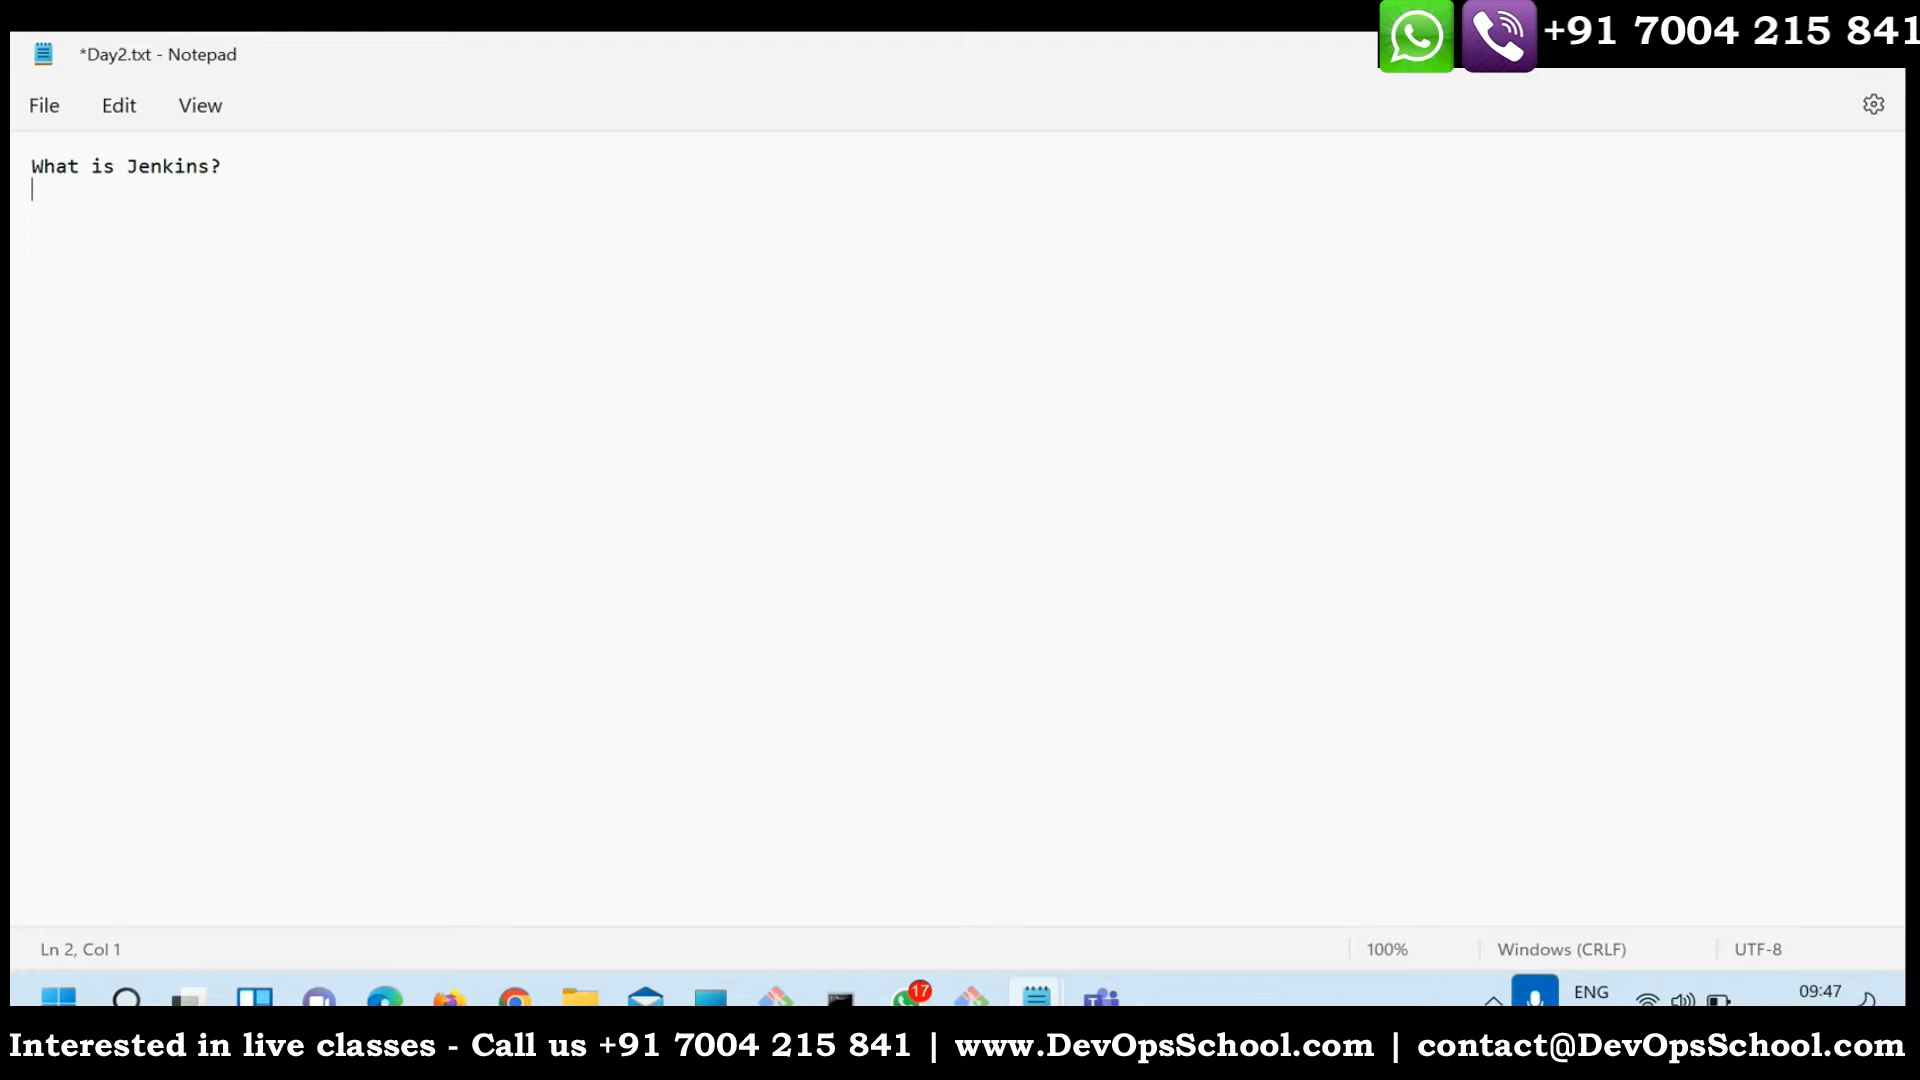 +91 7004 215 841
*Day2.txt - Notepad
File Edit View
What is Jenkins?
Ln 2, Col 1 100% Windows (CRLF) UTF-8
17
ENG 09:47
Interested in live classes - Call us +91 7004 215 841 | www.DevOpsSchool.com | contact@DevOpsSchool.com